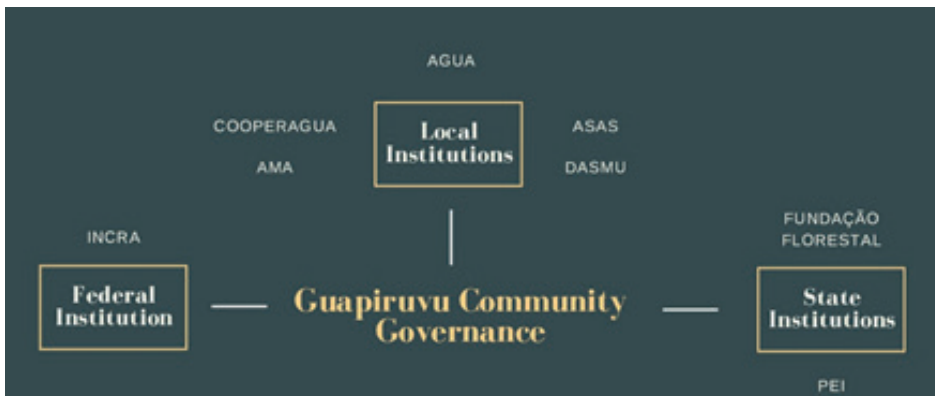 AGUA
COOPERAGUA
AMA
Local
Institutions
ASAS
DASMU
INCRA
Federal
Institution
Guapiruvu Community
Governance
FUNDAÇÃO
FLORESTAL
State
Institutions
PEI